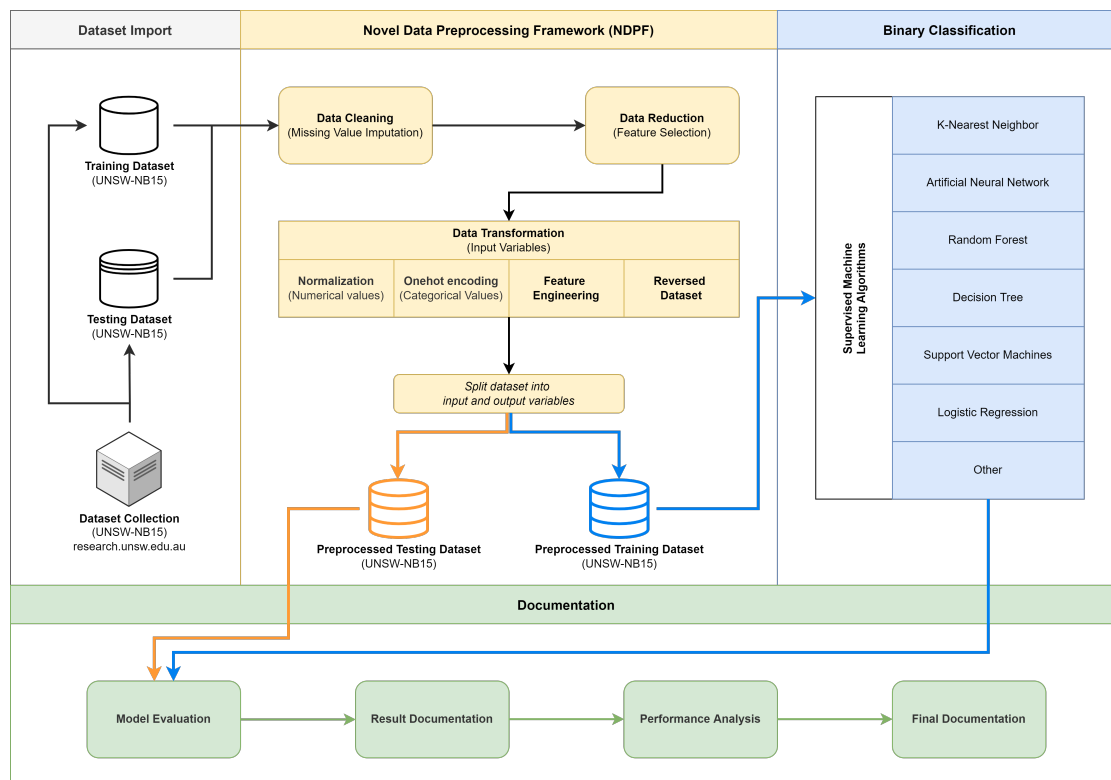 Dataset Import
Novel Data Preprocessing Framework (NDPF)
Binary Classification
Training Dataset
(UNSW-NB15)
Testing Dataset
(UNSW-NB15)
Dataset Collection
(UNSW-NB15)
research.unsw.edu.au
Data Cleaning
(Missing Value Imputation)
Data Reduction
(Feature Selection)
Data Transformation
(Input Variables)
Normalization
(Numerical values)
Onehot encoding
(Categorical Values)
Feature
Engineering
Reversed
Dataset
Split dataset into
input and output variables
Preprocessed Testing Dataset
(UNSW-NB15)
Preprocessed Training Dataset
(UNSW-NB15)
Supervised Machine
Learning Algorithms
K-Nearest Neighbor
Artificial Neural Network
Random Forest
Decision Tree
Support Vector Machines
Logistic Regression
Other
Documentation
Model Evaluation
Result Documentation
Performance Analysis
Final Documentation